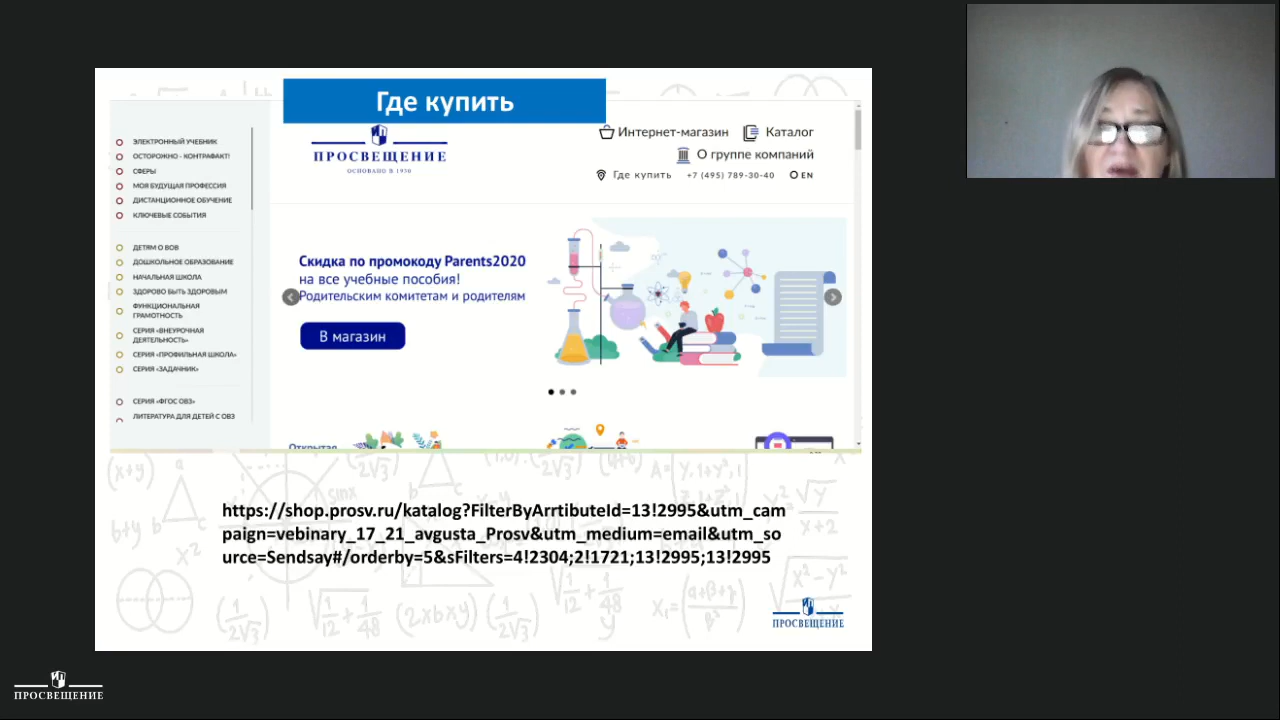 Где купить
ПРОСВЕЩЕНИЕ
ОСНОВАНО В 1930
Интернет-магазин
Каталог
О группе компаний
Где купить
+7 (495) 789-30-40
EN
ЭЛЕКТРОННЫЙ УЧЕБНИК
ОСТОРОЖНО - КОНТРАФАКТ!
СФЕРЫ
МОЯ БУДУЩАЯ ПРОФЕССИЯ
ДИСТАНЦИОННОЕ ОБУЧЕНИЕ
КЛЮЧЕВЫЕ СОБЫТИЯ
ДЕТЯМ О ВОВ
ДОШКОЛЬНОЕ ОБРАЗОВАНИЕ
НАЧАЛЬНАЯ ШКОЛА
ЗДОРОВО БЫТЬ ЗДОРОВЫМ
ФУНКЦИОНАЛЬНАЯ
ГРАМОТНОСТЬ
СЕРИЯ «ВНЕУРОЧНАЯ
ДЕЯТЕЛЬНОСТЬ»
СЕРИЯ «ПРОФИЛЬНАЯ ШКОЛА»
СЕРИЯ «ЗАДАЧНИК»
СЕРИЯ «ФГОС ОВЗ»
ЛИТЕРАТУРА ДЛЯ ДЕТЕЙ С ОВЗ
Скидка по промокоду Parents2020
на все учебные пособия!
Родительским комитетам и родителям
В магазин
Открытая
https://shop.prosv.ru/katalog?FilterByArrtibuteId=13!2995&utm_cam
paign=vebinary_17_21_avgusta_Prosv&utm_medium=email&utm_so
urce=Sendsay#/orderby=5&sFilters=4!2304;2!1721;13!2995;13!2995
ПРОСВЕЩЕНИЕ
ПРОСВЕЩЕНИЕ